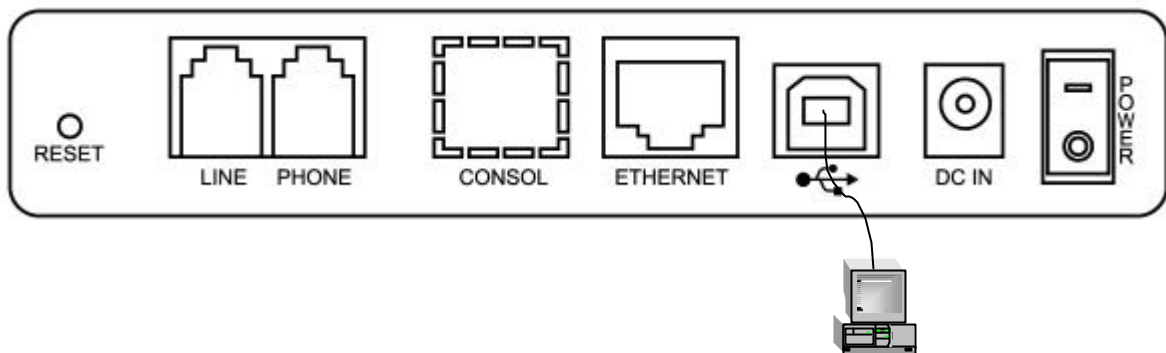 RESET
LINE
PHONE
CONSOL
ETHERNET
DC IN
POWER